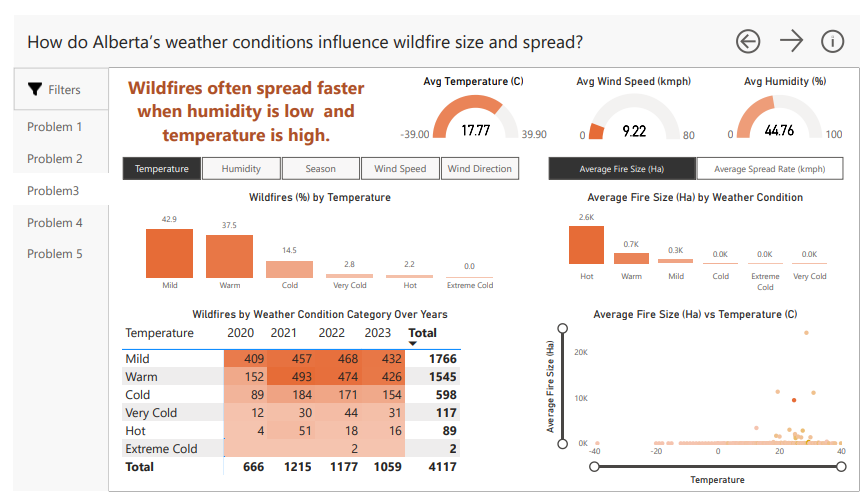 How do Alberta's weather conditions influence wildfire size and spread?
Filters
Problem 1
Problem 2
Problem3
Problem 4
Problem 5
Wildfires often spread faster
when humidity is low and
temperature is high.
Avg Temperature (C)
-39.00
17.77
39.90
Avg Wind Speed (kmph)
0
9.22
80
Avg Humidity (%)
0
44.76
100
Temperature Humidity Season Wind Speed Wind Direction
Average Fire Size (Ha) Average Spread Rate (kmph)
Wildfires (%) by Temperature
42.9 37.5 14.5 2.8 2.2 0.0
Mild Warm Cold Very Cold Hot Extreme Cold
Average Fire Size (Ha) by Weather Condition
2.6K 0.7K 0.3K 0.0K 0.0K 0.0K
Hot Warm Mild Cold Extreme Very Cold
Cold
Wildfires by Weather Condition Category Over Years
Temperature 2020 2021 2022 2023 Total
Mild 409 457 468 432 1766
Warm 152 493 474 426 1545
Cold 89 184 171 154 598
Very Cold 12 30 44 31 117
Hot 4 51 18 16 89
Extreme Cold 2 2
Total 666 1215 1177 1059 4117
Average Fire Size (Ha) vs Temperature (C)
Average Fire Size (Ha)
20K
10K
0K
-40 -20 0 20 40
Temperature